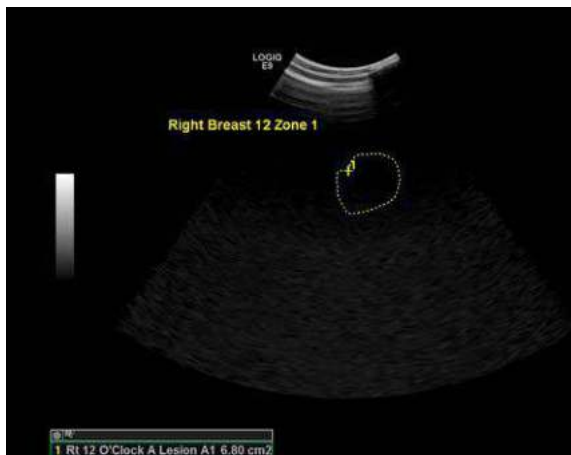 LOGIQ
E9
Right Breast 12 Zone 1
1
1 Rt 12 O'Clock A Lesion A1 6.80 cm2